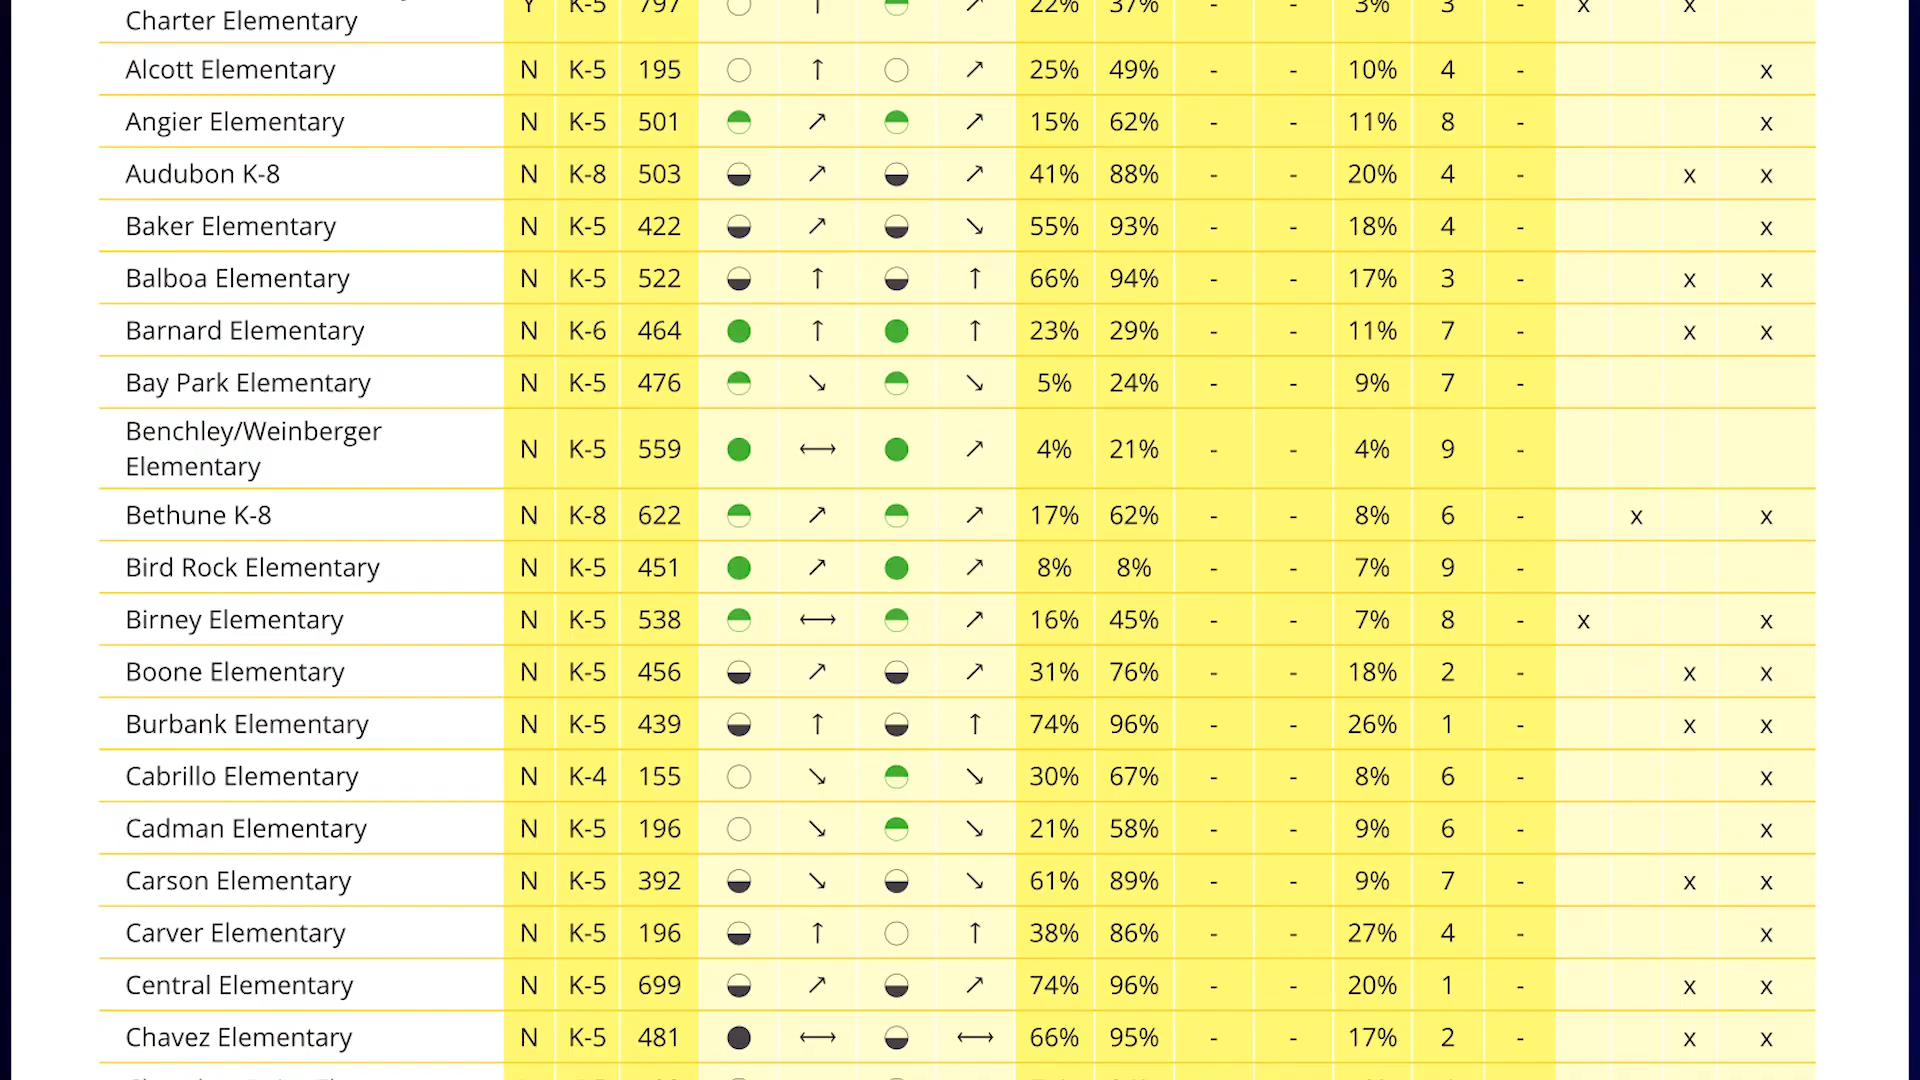 Y K-5 797 ↑ ↗ 22% 37% - - 3% 3 - x x
Charter Elementary
Alcott Elementary N K-5 195 ↑ ↗ 25% 49% - - 10% 4 - x
Angier Elementary N K-5 501 ↗ ↗ 15% 62% - - 11% 8 - x
Audubon K-8 N K-8 503 ↗ ↗ 41% 88% - - 20% 4 - x x
Baker Elementary N K-5 422 ↗ ↘ 55% 93% - - 18% 4 - x
Balboa Elementary N K-5 522 ↑ ↑ 66% 94% - - 17% 3 - x x
Barnard Elementary N K-6 464 ↑ ↑ 23% 29% - - 11% 7 - x x
Bay Park Elementary N K-5 476 ↘ ↘ 5% 24% - - 9% 7 -
Benchley/Weinberger
Elementary N K-5 559 ↔ ↗ 4% 21% - - 4% 9 -
Bethune K-8 N K-8 622 ↗ ↗ 17% 62% - - 8% 6 - x x
Bird Rock Elementary N K-5 451 ↗ ↗ 8% 8% - - 7% 9 -
Birney Elementary N K-5 538 ↔ ↗ 16% 45% - - 7% 8 - x x
Boone Elementary N K-5 456 ↗ ↗ 31% 76% - - 18% 2 - x x
Burbank Elementary N K-5 439 ↑ ↑ 74% 96% - - 26% 1 - x x
Cabrillo Elementary N K-4 155 ↘ ↘ 30% 67% - - 8% 6 - x
Cadman Elementary N K-5 196 ↘ ↘ 21% 58% - - 9% 6 - x
Carson Elementary N K-5 392 ↘ ↘ 61% 89% - - 9% 7 - x x
Carver Elementary N K-5 196 ↑ ↑ 38% 86% - - 27% 4 - x
Central Elementary N K-5 699 ↗ ↗ 74% 96% - - 20% 1 - x x
Chavez Elementary N K-5 481 ↔ ↔ 66% 95% - - 17% 2 - x x